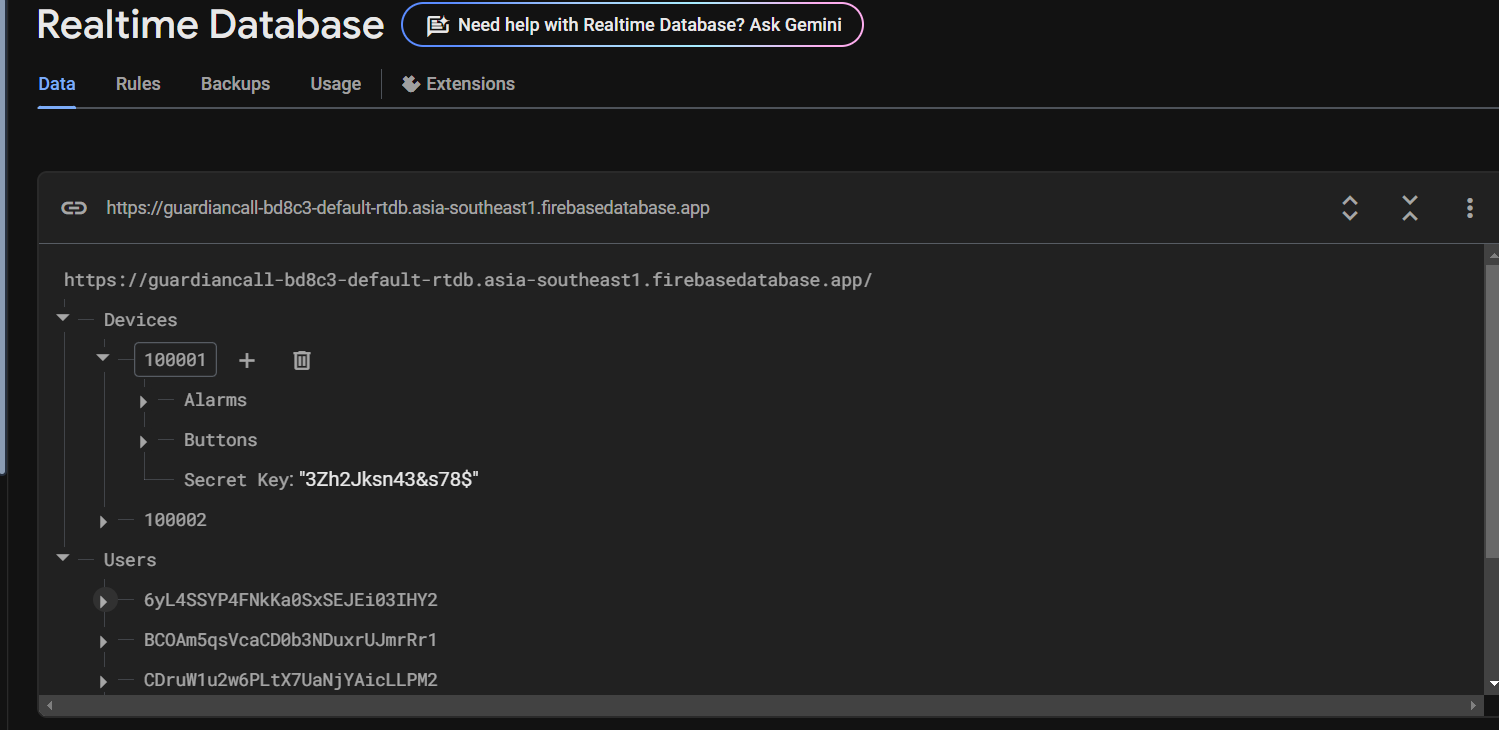 Realtime Database Need help with Realtime Database? Ask Gemini
Data Rules Backups Usage Extensions
https://guardiancall-bd8c3-default-rtdb.asia-southeast1.firebasedatabase.app
https://guardiancall-bd8c3-default-rtdb.asia-southeast1.firebasedatabase.app/
Devices
100001
Alarms
Buttons
Secret Key: "3Zh2Jksn43&s78$"
100002
Users
6yL4SSYP4FNkKa0SxSEJEi03IHY2
BCOAm5qsVcaCD0b3NDuxrUJmrRr1
CDruW1u2w6PLtX7UaNjYAicLLPM2